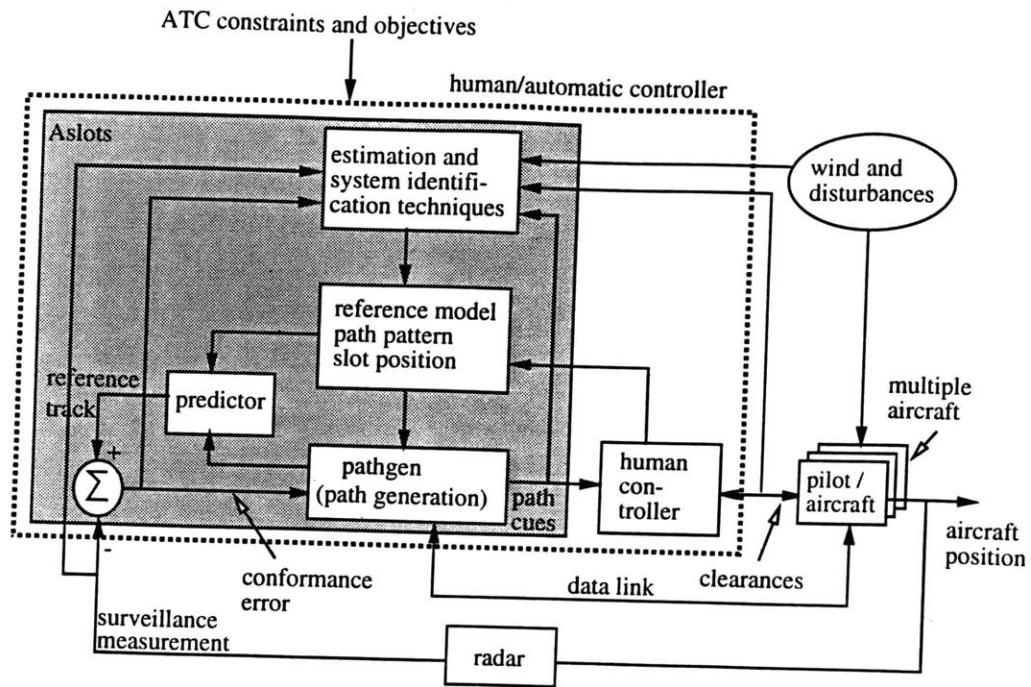 ATC constraints and objectives
human/automatic controller
Aslots
estimation and
system identifi-
cation techniques
wind and
disturbances
reference model
path pattern
slot position
reference
track
predictor
multiple
aircraft
+
Σ
-
pathgen
(path generation)
path
cues
human
con-
troller
pilot /
aircraft
aircraft
position
conformance
error
data link
clearances
surveillance
measurement
radar